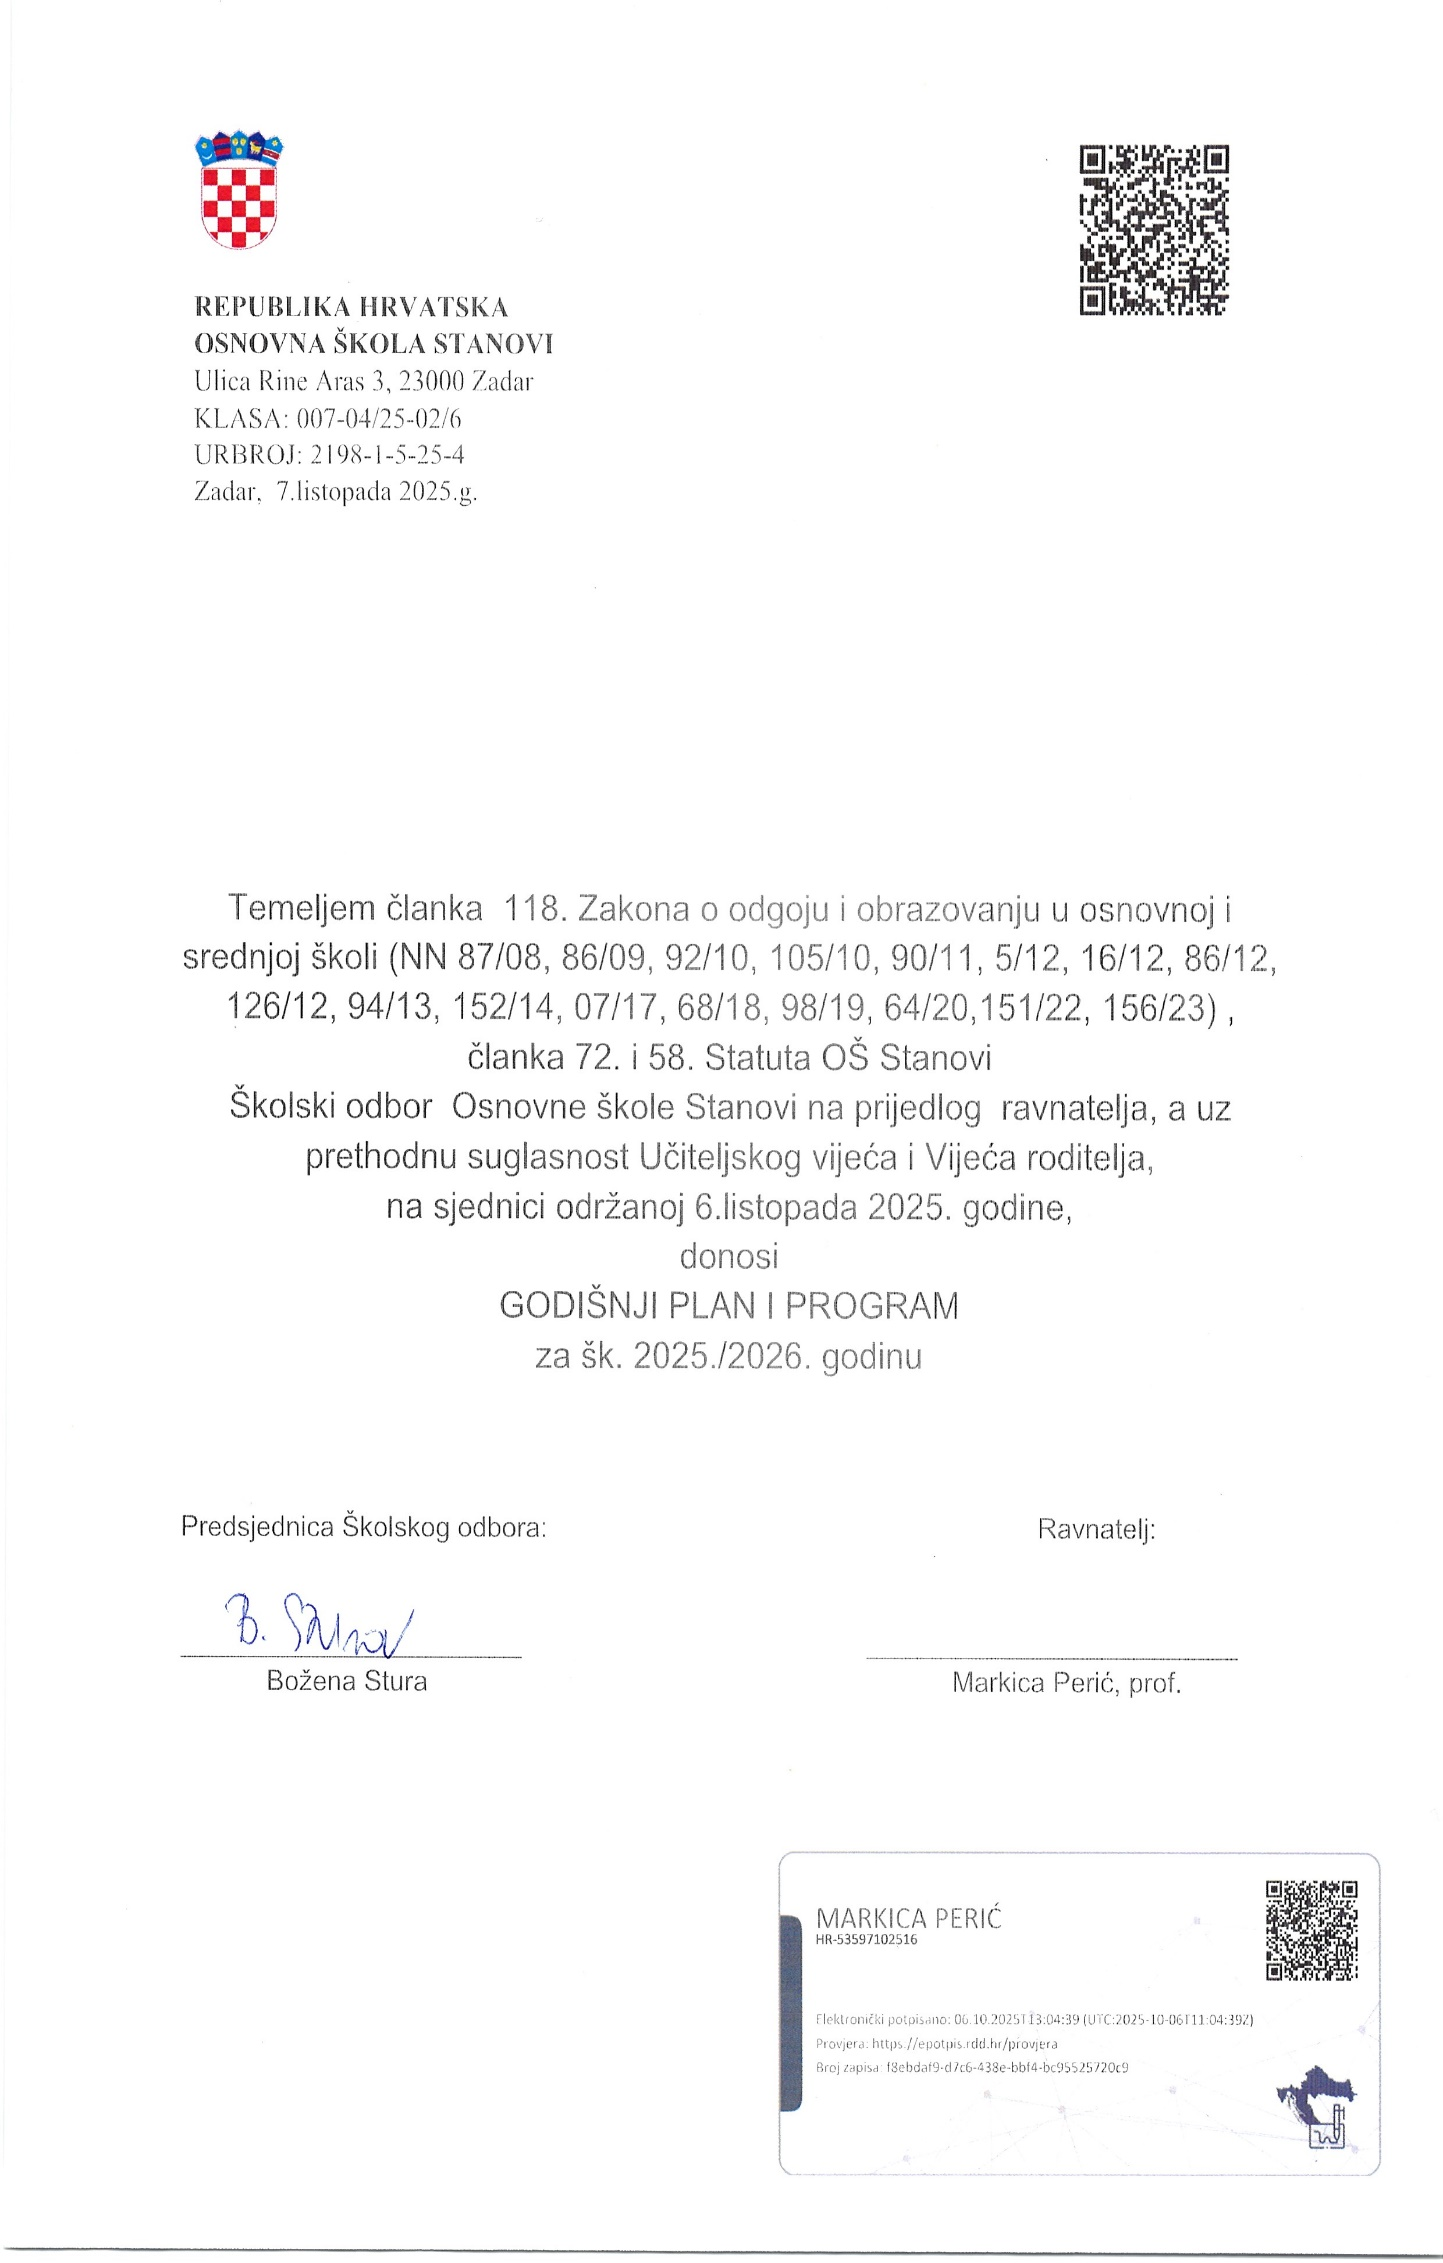 REPUBLIKA HRVATSKA
OSNOVNA ŠKOLA STANOVI
Ulica Rine Aras 3, 23000 Zadar
KLASA: 007-04/25-02/6
URBROJ: 2198-1-5-25-4
Zadar, 7.listopada 2025.g.
Temeljem članka 118. Zakona o odgoju i obrazovanju u osnovnoj i
srednjoj školi (NN 87/08, 86/09, 92/10, 105/10, 90/11, 5/12, 16/12, 86/12,
126/12, 94/13, 152/14, 07/17, 68/18, 98/19, 64/20,151/22, 156/23) ,
članka 72. i 58. Statuta OŠ Stanovi
Školski odbor Osnovne škole Stanovi na prijedlog ravnatelja, a uz
prethodnu suglasnost Učiteljskog vijeća i Vijeća roditelja,
na sjednici održanoj 6.listopada 2025. godine,
donosi
GODIŠNJI PLAN I PROGRAM
za šk. 2025./2026. godinu
Predsjednica Školskog odbora:
Ravnatelj:
B. Stura
Božena Stura
Markica Perić, prof.
MARKICA PERIĆ
HR-53597102516
Elektronički potpisano: 06.10.2025T13:04:39 (UTC:2025-10-06T11:04:39Z)
Provjera: https://epotpis.rdd.hr/provjera
Broj zapisa: f8ebdaf9-d7c6-438e-bbf4-bc95525720c9